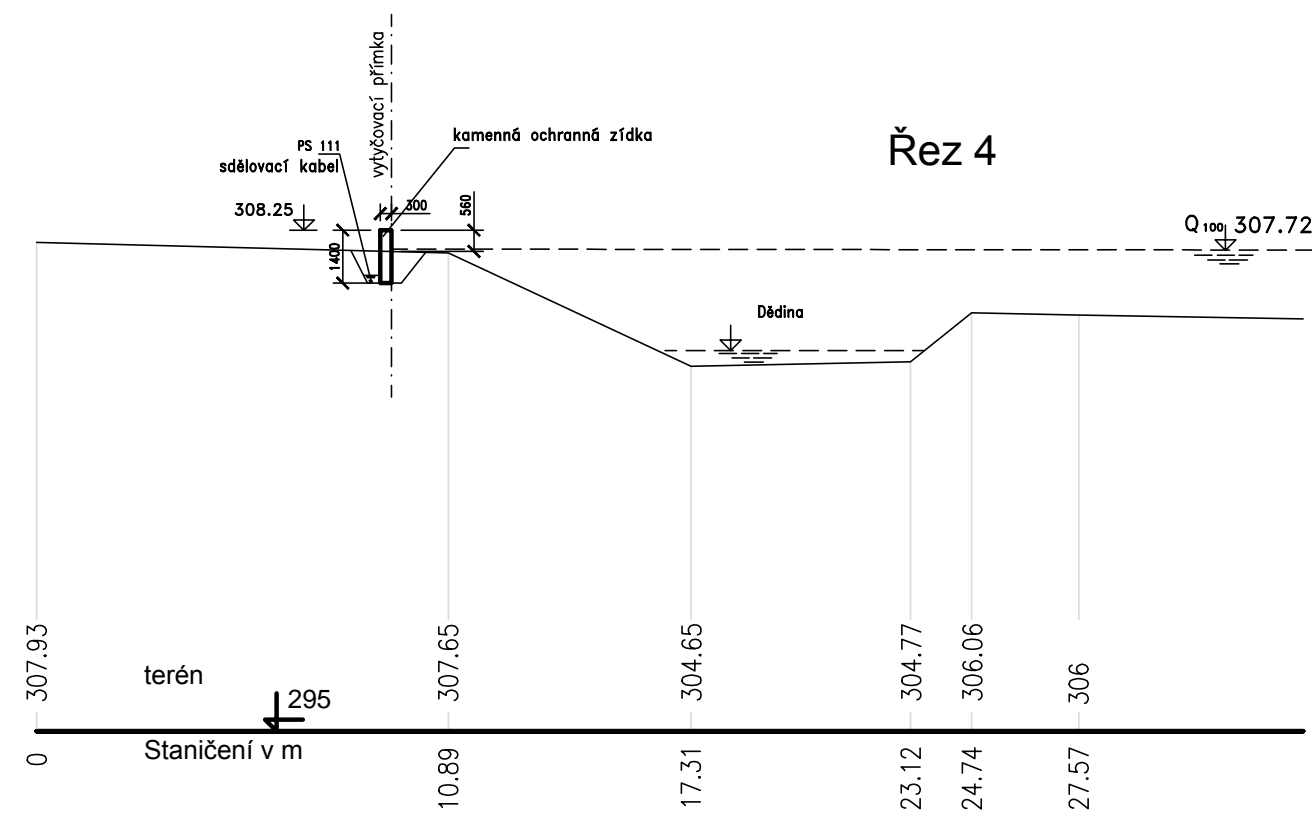 vytyčovací přímka
Řez 4
kamenná ochranná zídka
PS 111
sdělovací kabel
308.25
300
560
1400
Q100 307.72
Dědina
307.93
307.65
304.65
304.77
306.06
306
terén
295
Staničení v m
0
10.89
17.31
23.12
24.74
27.57